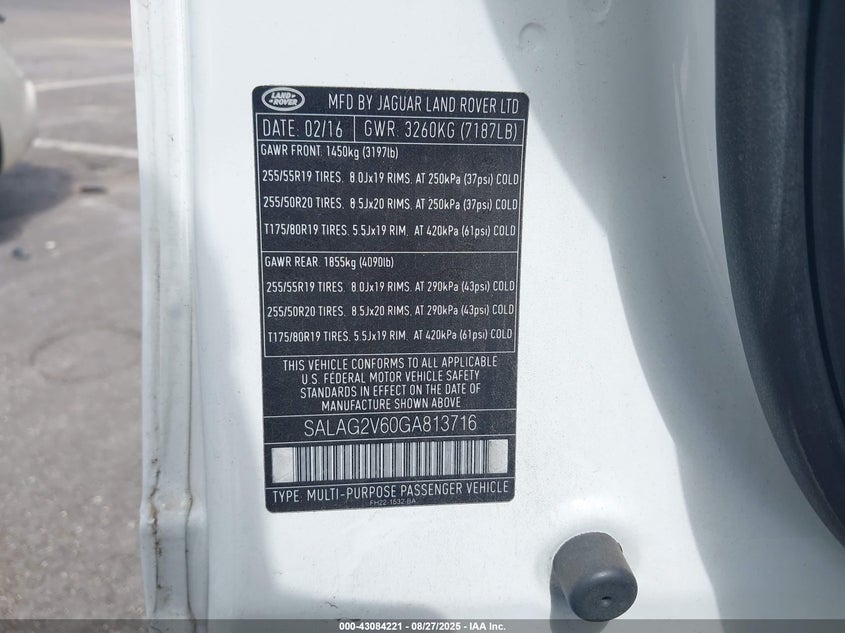 LAND ROVER
MFD BY JAGUAR LAND ROVER LTD
DATE: 02/16 GWR: 3260KG (7187LB)
GAWR FRONT: 1450kg (3197lb)
255/55R19 TIRES. 8.0Jx19 RIMS. AT 250kPa (37psi) COLD
255/50R20 TIRES. 8.5Jx20 RIMS. AT 250kPa (37psi) COLD
T175/80R19 TIRES. 5.5Jx19 RIM. AT 420kPa (61psi) COLD
GAWR REAR: 1855kg (4090lb)
255/55R19 TIRES. 8.0Jx19 RIMS. AT 290kPa (43psi) COLD
255/50R20 TIRES. 8.5Jx20 RIMS. AT 290kPa (43psi) COLD
T175/80R19 TIRES. 5.5Jx19 RIM. AT 420kPa (61psi) COLD
THIS VEHICLE CONFORMS TO ALL APPLICABLE
U.S. FEDERAL MOTOR VEHICLE SAFETY
STANDARDS IN EFFECT ON THE DATE OF
MANUFACTURE SHOWN ABOVE
SALAG2V60GA813716
TYPE: MULTI-PURPOSE PASSENGER VEHICLE
FH22-1532-BA
000-43084221 - 08/27/2025 - IAA Inc.